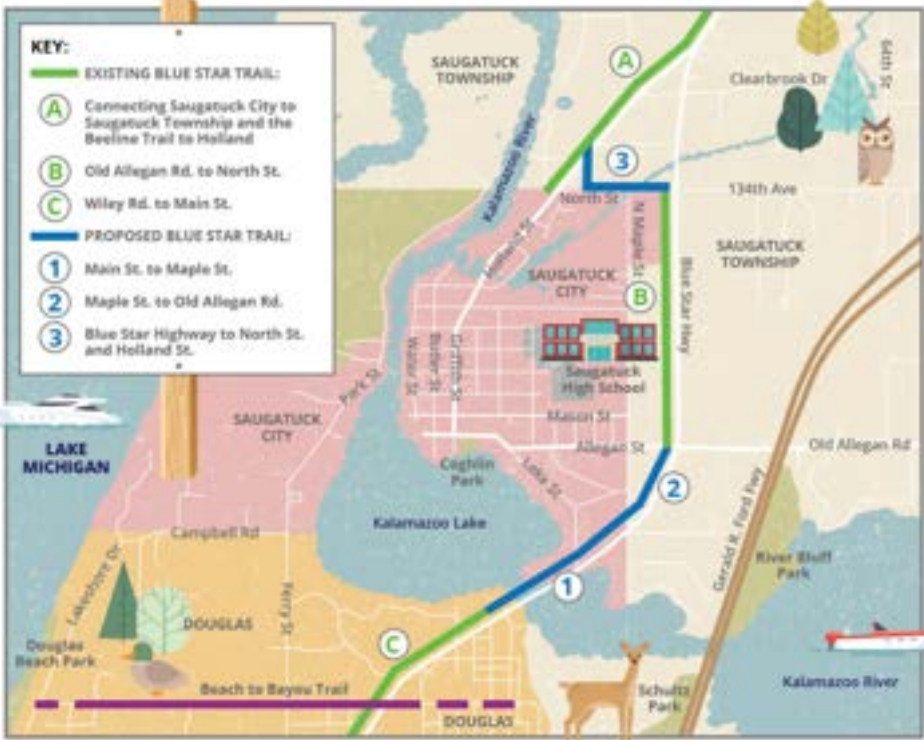 KEY:
EXISTING BLUE STAR TRAIL:
A
Connecting Saugatuck City to
Saugatuck Township and the
Beeline Trail to Holland
B
Old Allegan Rd. to North St.
C
Wiley Rd. to Main St.
PROPOSED BLUE STAR TRAIL:
1
Main St. to Maple St.
2
Maple St. to Old Allegan Rd.
3
Blue Star Highway to North St.
and Holland St.
SAUGATUCK
TOWNSHIP
Kalamazoo River
A
Clearbrook Dr
64th St
3
North St
134th Ave
Holland St
N Maple St
SAUGATUCK
TOWNSHIP
SAUGATUCK
CITY
B
Blue Star Hwy
Water St
Butler St
Griffith St
Saugatuck
High School
Park St
Mason St
SAUGATUCK
CITY
LAKE
MICHIGAN
Allegan St
Old Allegan Rd
Coghlin
Park
Lake St
2
Kalamazoo Lake
Campbell Rd
Gerald R. Ford Fwy
River Bluff
Park
1
Lakeshore Dr
Ferry St
DOUGLAS
Douglas
Beach Park
C
Beach to Bayou Trail
DOUGLAS
Schultz
Park
Kalamazoo River